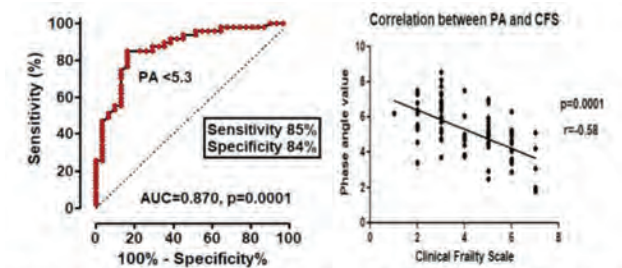 Correlation between PA and CFS
Sensitivity (%)
100
80
60
40
20
0
PA <5.3
Sensitivity 85%
Specificity 84%
AUC=0.870, p=0.0001
0 20 40 60 80 100
100% - Specificity%
Phase angle value
10
8
6
4
2
0 2 4 6 8
Clinical Frailty Scale
p=0.0001
r=-0.58